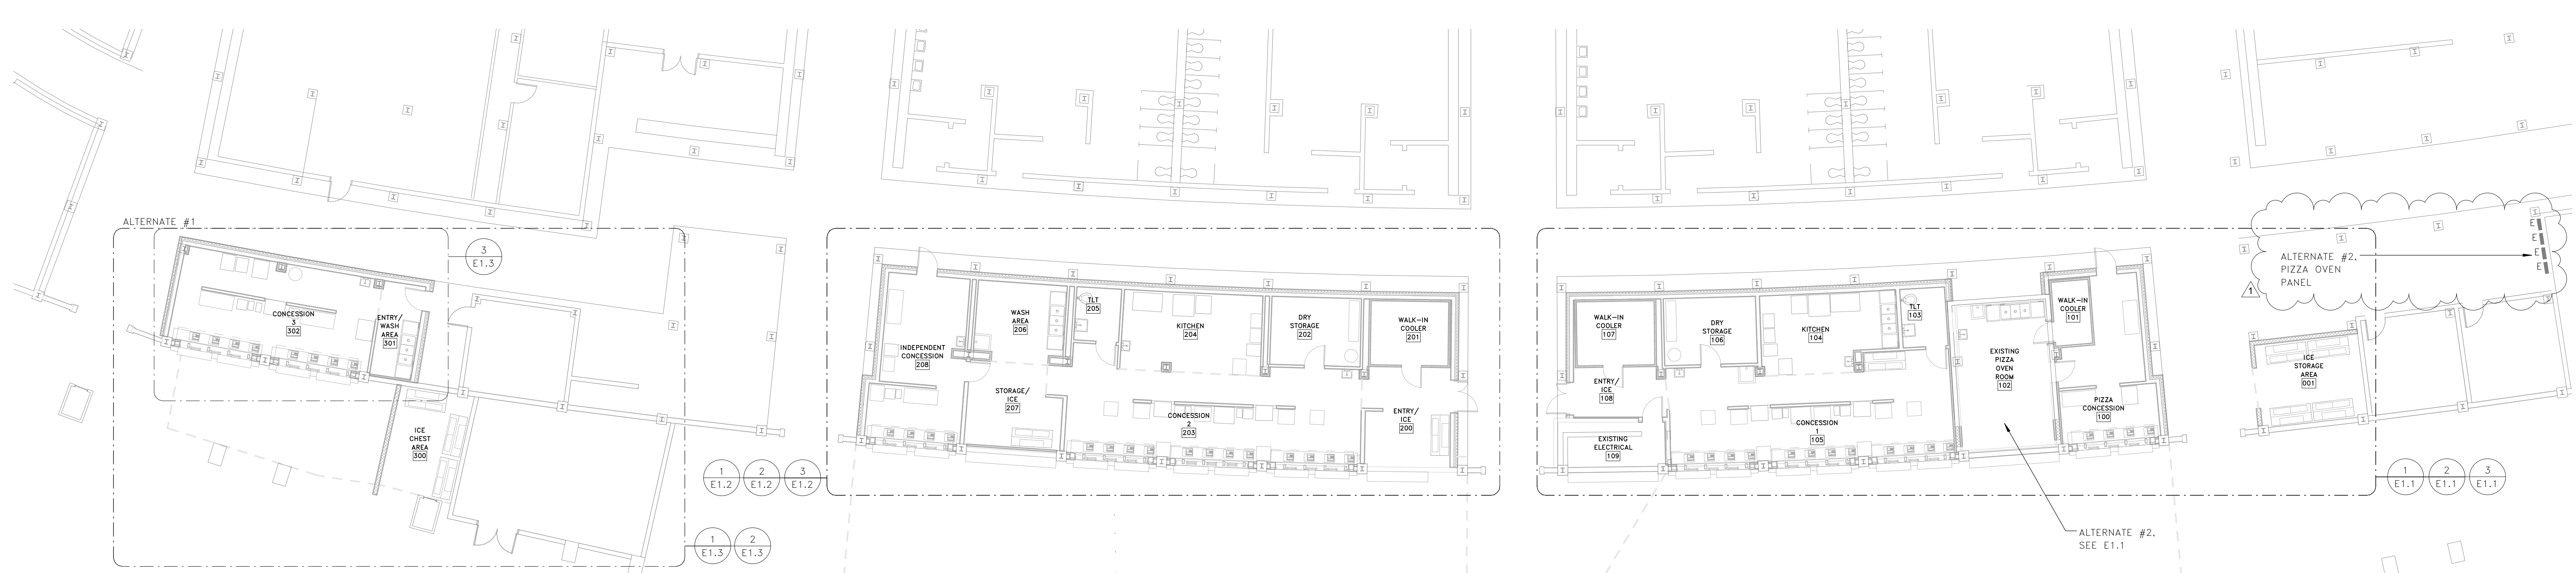 ALTERNATE #1
3
E1.3
CONCESSION
3
302
ENTRY/
WASH
AREA
301
ICE
CHEST
AREA
300
1
E1.3
2
E1.3
1
E1.2
2
E1.2
3
E1.2
INDEPENDENT
CONCESSION
208
WASH
AREA
206
STORAGE/
ICE
207
TLT
205
KITCHEN
204
CONCESSION
2
203
DRY
STORAGE
202
WALK-IN
COOLER
201
ENTRY/
ICE
200
WALK-IN
COOLER
107
ENTRY/
ICE
108
EXISTING
ELECTRICAL
109
DRY
STORAGE
106
KITCHEN
104
CONCESSION
1
105
TLT
103
EXISTING
PIZZA
OVEN
ROOM
102
WALK-IN
COOLER
101
PIZZA
CONCESSION
100
ALTERNATE #2,
SEE E1.1
ALTERNATE #2,
PIZZA OVEN
PANEL
1
E
E
E
E
ICE
STORAGE
AREA
001
1
E1.1
2
E1.1
3
E1.1